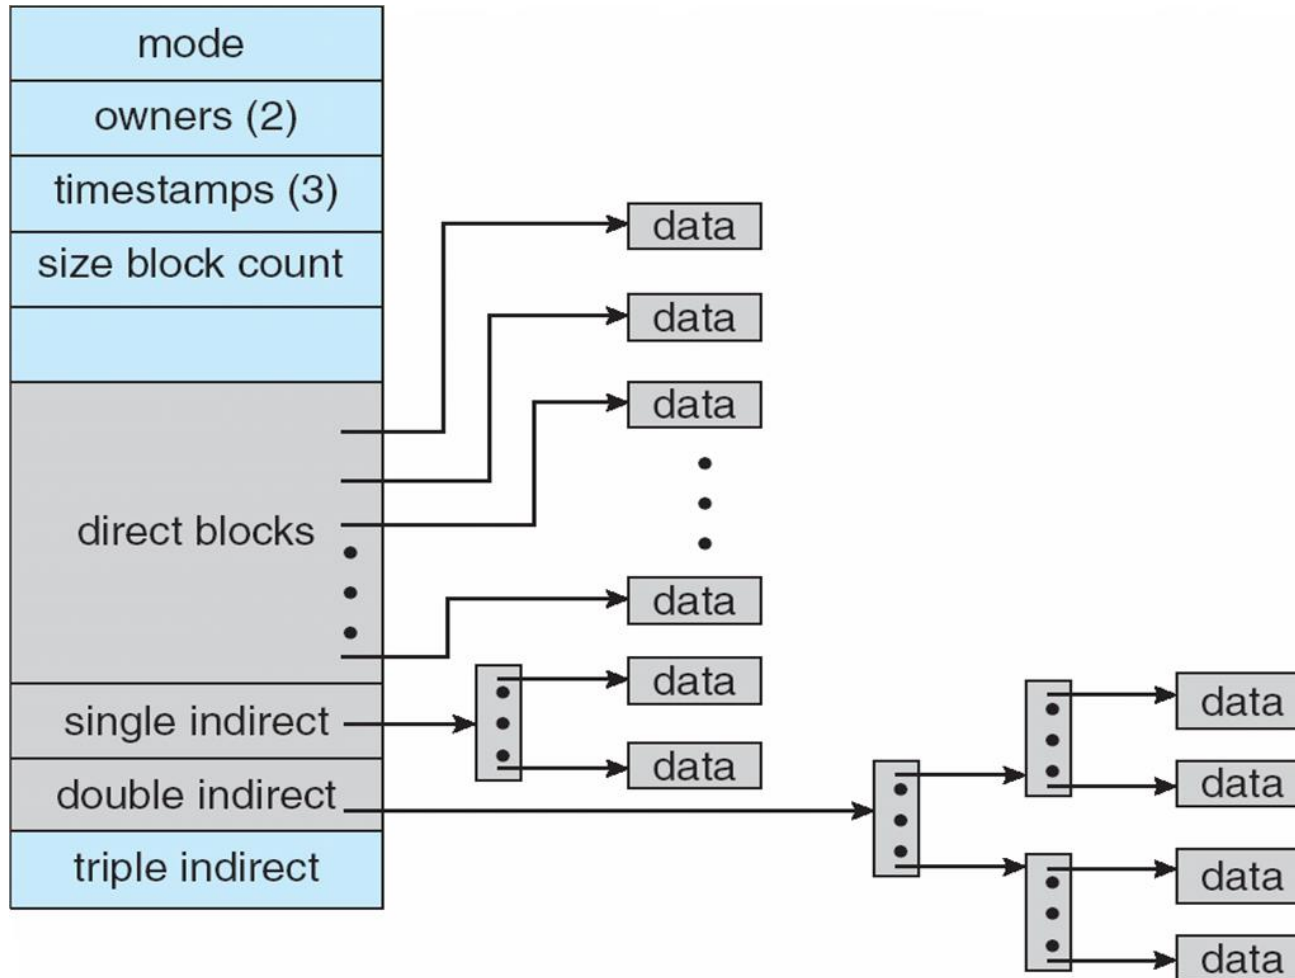 mode
owners (2)
timestamps (3)
size block count
direct blocks
single indirect
double indirect
triple indirect
data
data
data
data
data
data
data
data
data
data